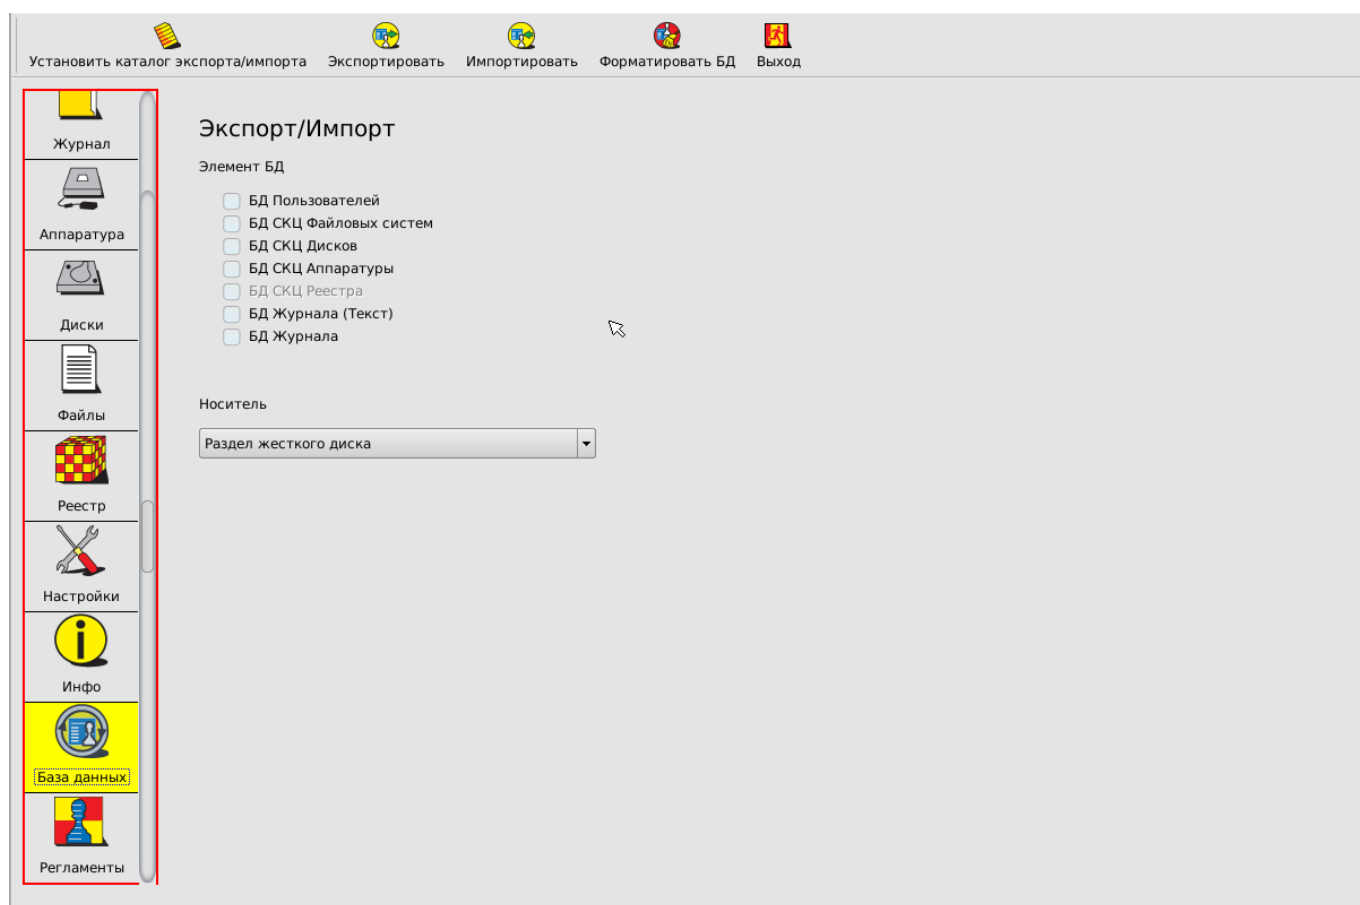 Установить каталог экспорта/импорта Экспортировать Импортировать Форматировать БД Выход
Журнал
Аппаратура
Диски
Файлы
Реестр
Настройки
Инфо
База данных
Регламенты
Экспорт/Импорт
Элемент БД
БД Пользователей
БД СКЦ Файловых систем
БД СКЦ Дисков
БД СКЦ Аппаратуры
БД СКЦ Реестра
БД Журнала (Текст)
БД Журнала
Носитель
Раздел жесткого диска